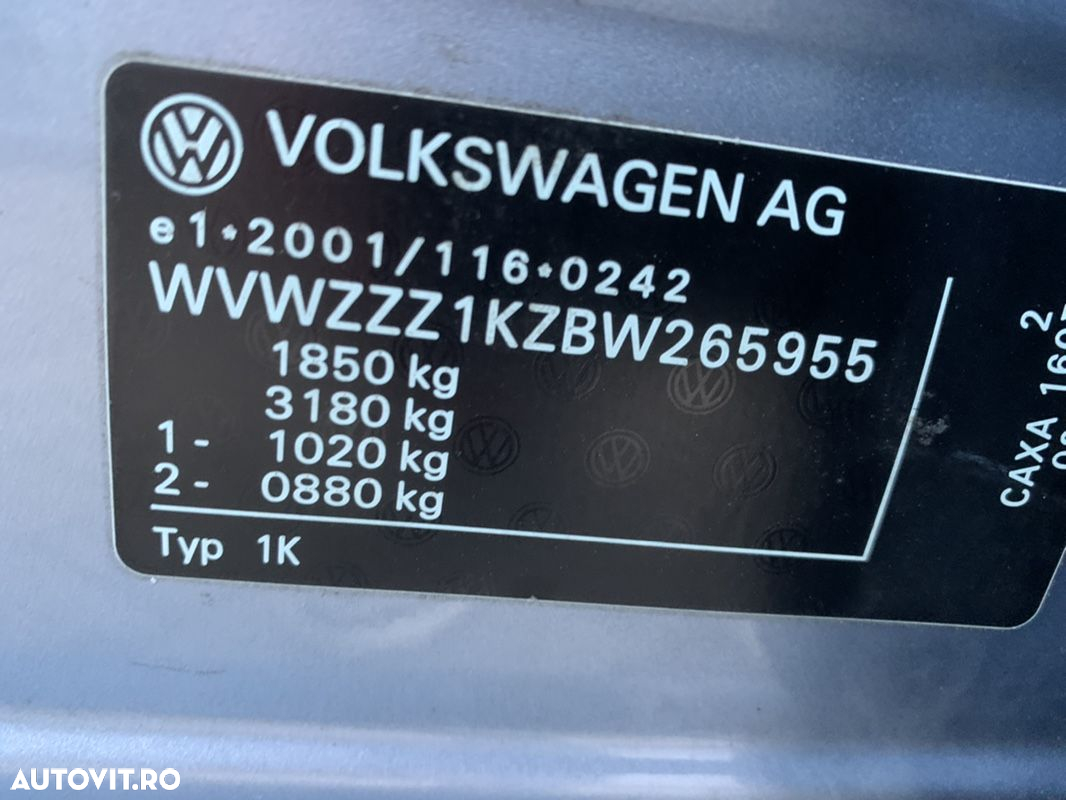 VOLKSWAGEN AG
e1*2001/116*0242
WVWZZZ1KZBW265955
1850 kg
3180 kg
1- 1020 kg
2- 0880 kg
Typ 1K
2
CAXA
AUTOVIT.RO